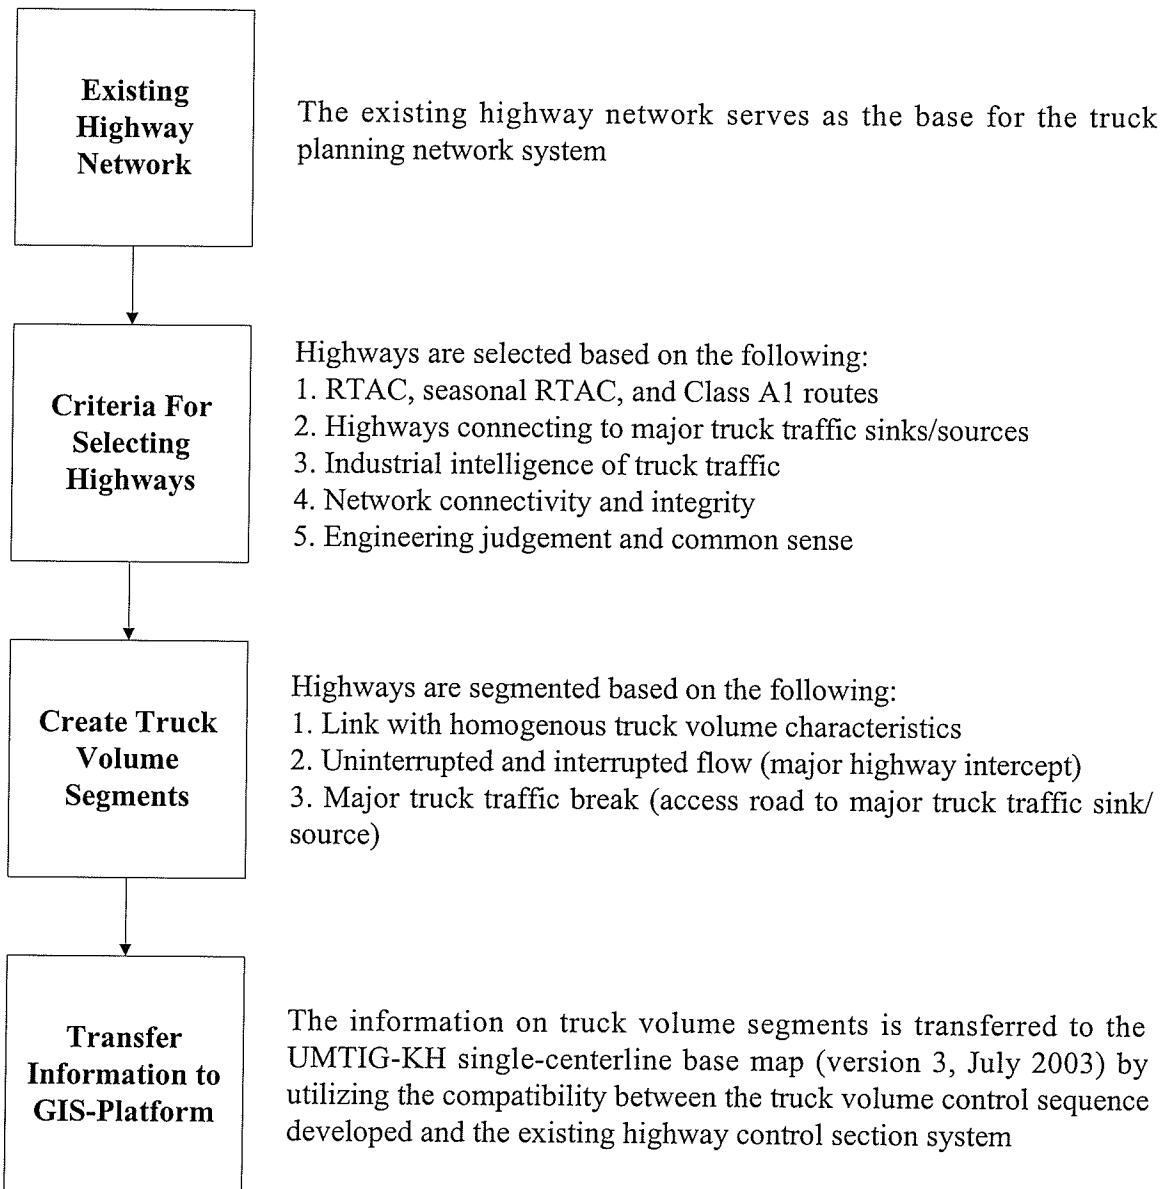 Existing
Highway
Network
The existing highway network serves as the base for the truck
planning network system
Criteria For
Selecting
Highways
Highways are selected based on the following:
1. RTAC, seasonal RTAC, and Class A1 routes
2. Highways connecting to major truck traffic sinks/sources
3. Industrial intelligence of truck traffic
4. Network connectivity and integrity
5. Engineering judgement and common sense
Create Truck
Volume
Segments
Highways are segmented based on the following:
1. Link with homogenous truck volume characteristics
2. Uninterrupted and interrupted flow (major highway intercept)
3. Major truck traffic break (access road to major truck traffic sink/
source)
Transfer
Information to
GIS-Platform
The information on truck volume segments is transferred to the
UMTIG-KH single-centerline base map (version 3, July 2003) by
utilizing the compatibility between the truck volume control sequence
developed and the existing highway control section system